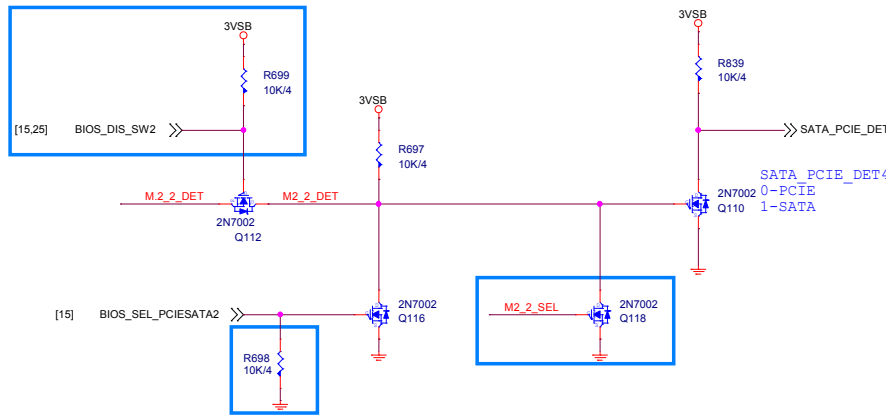 3VSB
R699
10K/4
[15,25] BIOS_DIS_SW2
M.2_2_DET
M2_2_DET
2N7002
Q112
3VSB
R697
10K/4
3VSB
R839
10K/4
SATA_PCIE_DET
SATA_PCIE_DET4
0-PCIE
1-SATA
2N7002
Q110
[15] BIOS_SEL_PCIESATA2
R698
10K/4
2N7002
Q116
M2_2_SEL
2N7002
Q118